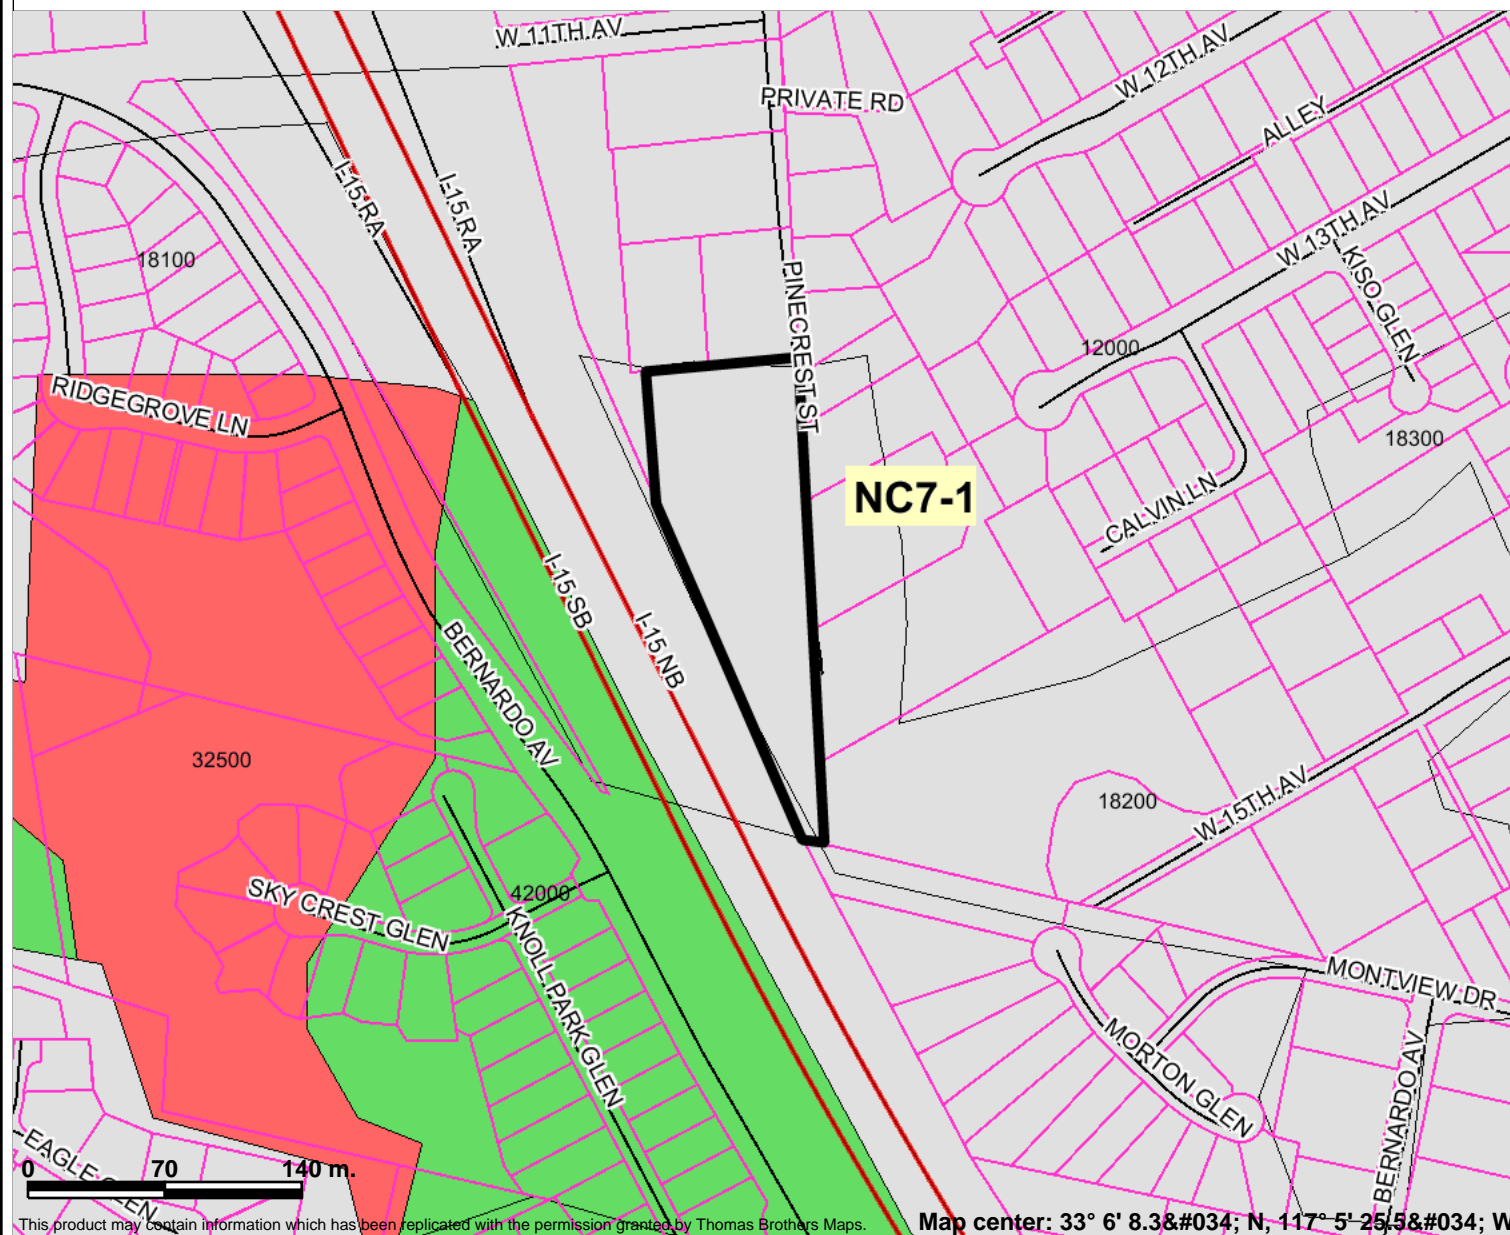 W 11TH AV
W 12TH AV
PRIVATE RD
ALLEY
I-15 RA
I-15 RA
W 13TH AV
KISO GLEN
18100
PINECREST ST
12000
RIDGEGROVE LN
18300
NC7-1
CALVIN LN
I-15 SB
I-15 NB
BERNARDO AV
32500
18200
W 15TH AV
SKY CREST GLEN
42000
KNOLL PARK GLEN
MONTVIEW DR
MORTON GLEN
BERNARDO AV
EAGLE GLEN
0 70 140 m.
This product may contain information which has been replicated with the permission granted by Thomas Brothers Maps.
Map center: 33° 6' 8.3&#034; N, 117° 5' 25.5&#034; W